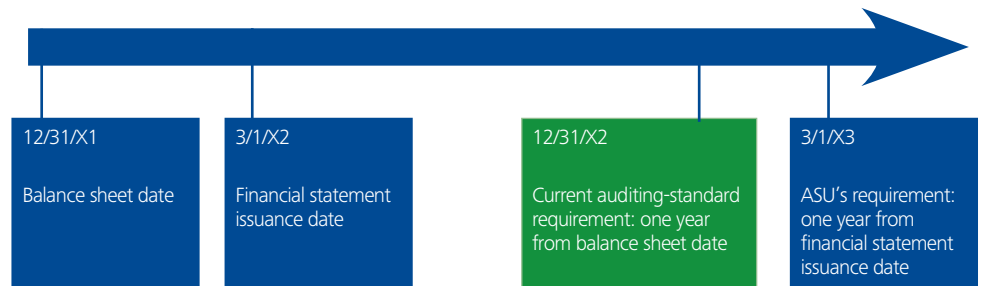 12/31/X1
Balance sheet date
3/1/X2
Financial statement
issuance date
12/31/X2
Current auditing-standard
requirement: one year
from balance sheet date
3/1/X3
ASU's requirement:
one year from
financial statement
issuance date